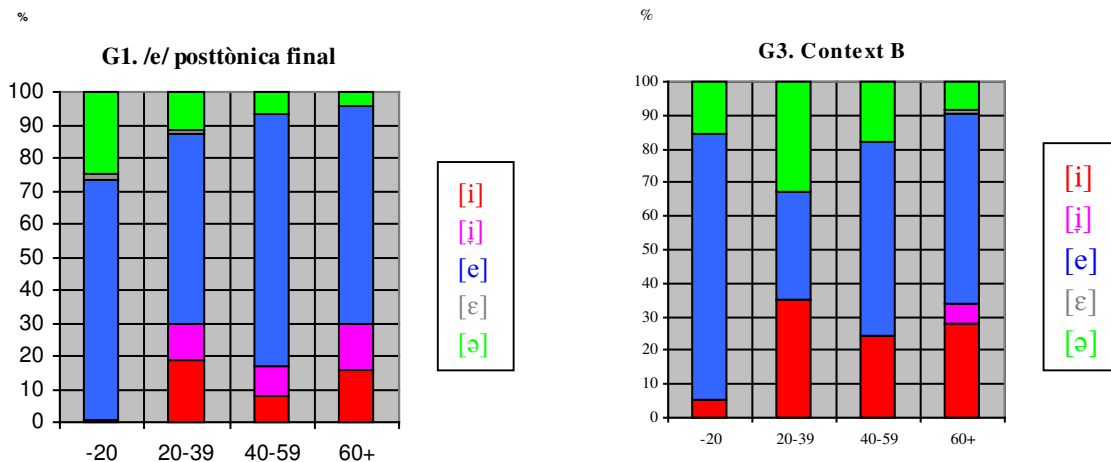 %
G1. /e/ posttònica final
100
90
80
70
60
50
40
30
20
10
0
-20 20-39 40-59 60+
[i]
[i̞]
[e]
[ɛ]
[ə]
%
G3. Context B
100
90
80
70
60
50
40
30
20
10
0
-20 20-39 40-59 60+
[i]
[i̞]
[e]
[ɛ]
[ə]